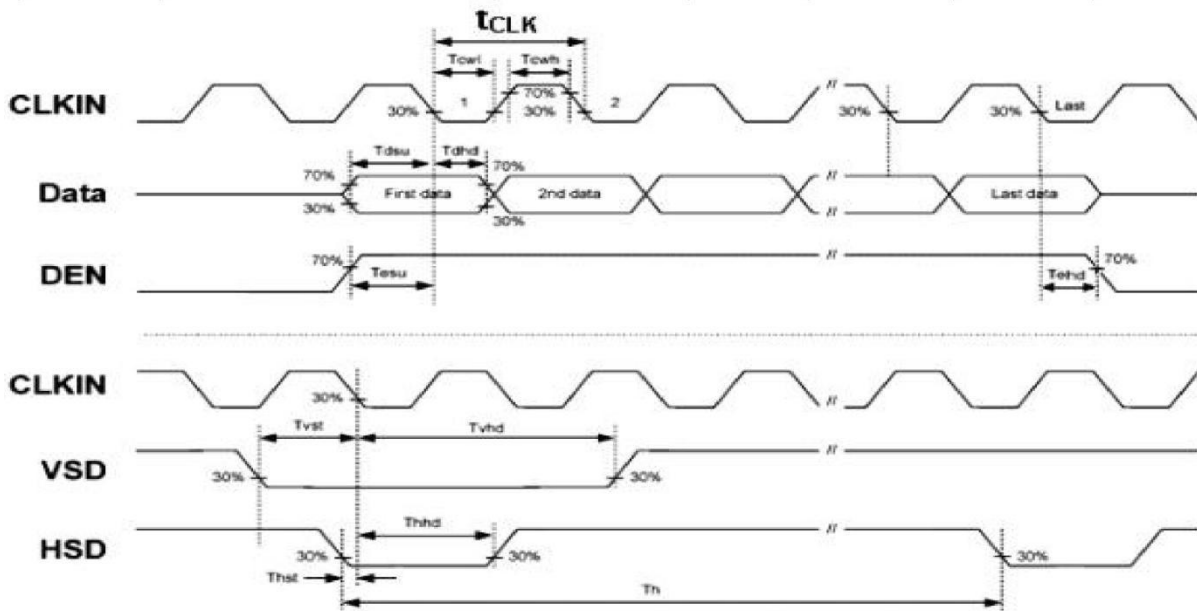 tCLK
Tcwl Tcwh
CLKIN 30% 1 70% 30% 2 30% 30% Last
Tdsu Tdhd
Data 70% 30% First data 70% 30% 2nd data Last data
DEN 70% Tesu 70% Tehd
CLKIN 30%
Tvst Tvhd
VSD 30% 30%
Thhd
HSD 30% 30% 30%
Thst
Th